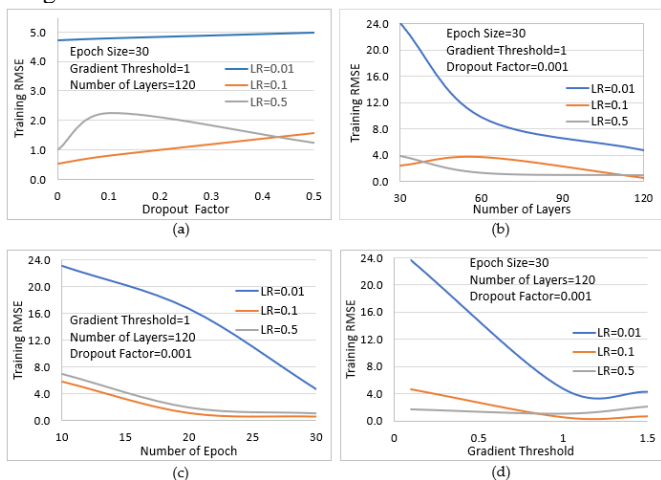 5.0
4.0
3.0
2.0
1.0
0.0
Training RMSE
Epoch Size=30
Gradient Threshold=1
Number of Layers=120
LR=0.01
LR=0.1
LR=0.5
0
0.1
0.2
0.3
0.4
0.5
Dropout Factor
(a)
24.0
20.0
16.0
12.0
8.0
4.0
0.0
Training RMSE
Epoch Size=30
Gradient Threshold=1
Dropout Factor=0.001
LR=0.01
LR=0.1
LR=0.5
30
60
90
120
Number of Layers
(b)
24.0
20.0
16.0
12.0
8.0
4.0
0.0
Training RMSE
LR=0.01
LR=0.1
LR=0.5
Gradient Threshold=1
Number of Layers=120
Dropout Factor=0.001
10
15
20
25
30
Number of Epoch
(c)
24.0
20.0
16.0
12.0
8.0
4.0
0.0
Training RMSE
Epoch Size=30
Number of Layers=120
Dropout Factor=0.001
LR=0.01
LR=0.1
LR=0.5
0
0.5
1
1.5
Gradient Threshold
(d)